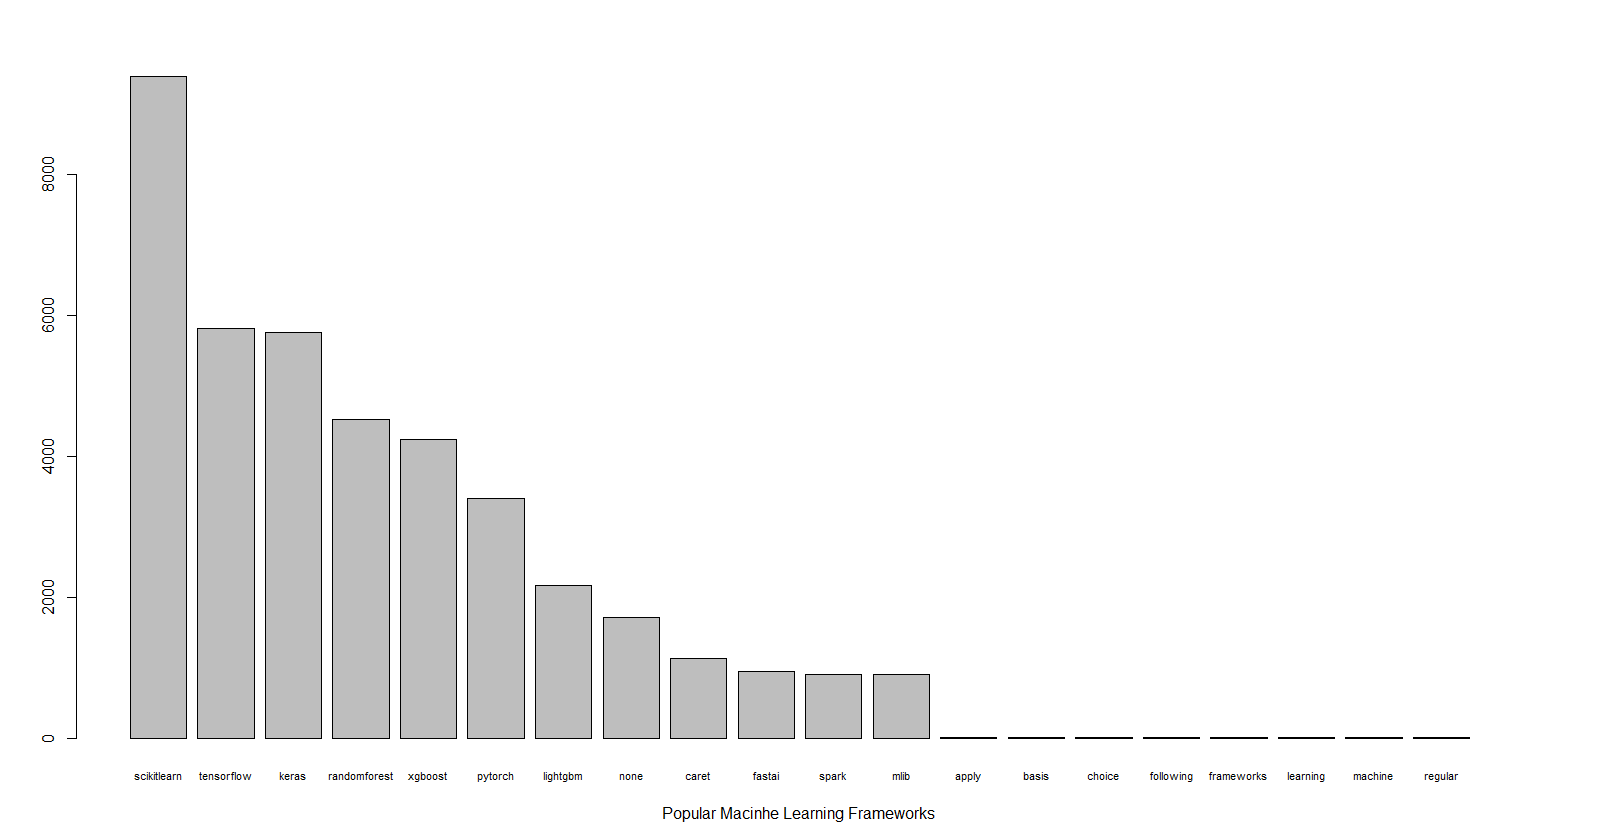 8000
6000
4000
2000
0
scikitlearn tensorflow keras randomforest xgboost pytorch lightgbm none caret fastai spark mlib apply basis choice following frameworks learning machine regular
Popular Macinhe Learning Frameworks